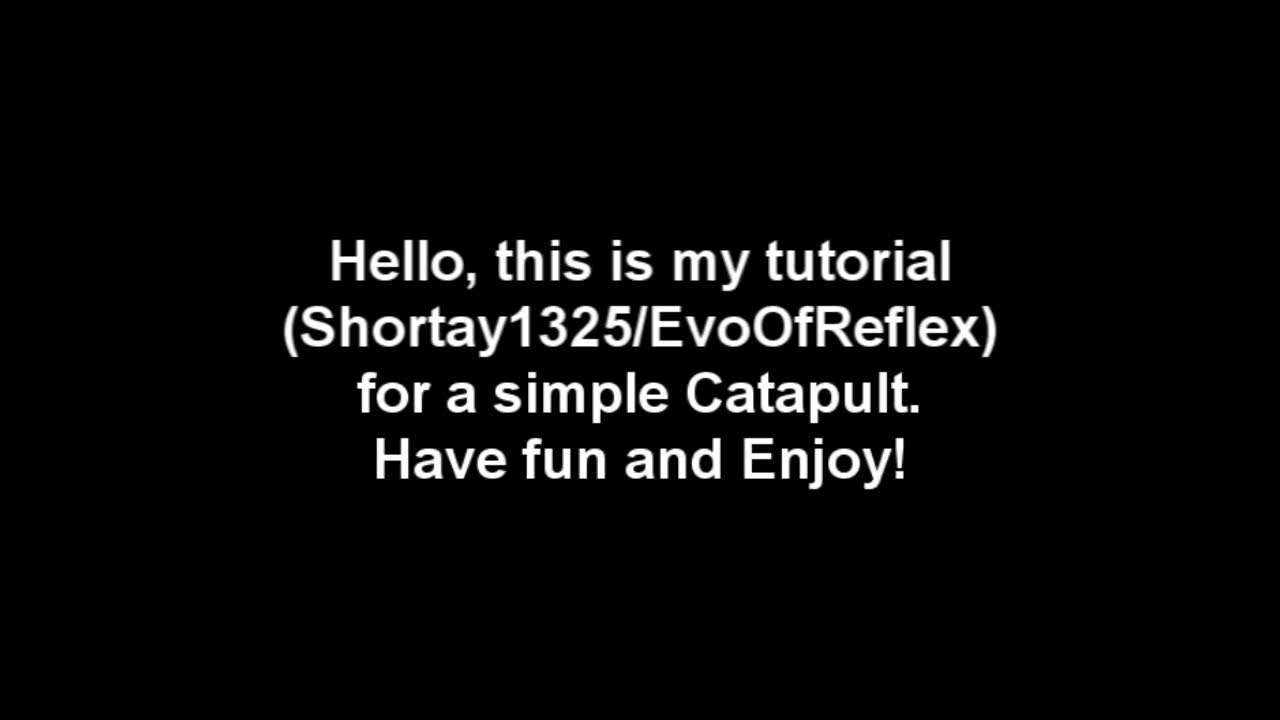 Hello, this is my tutorial
(Shortay1325/EvoOfReflex)
for a simple Catapult.
Have fun and Enjoy!